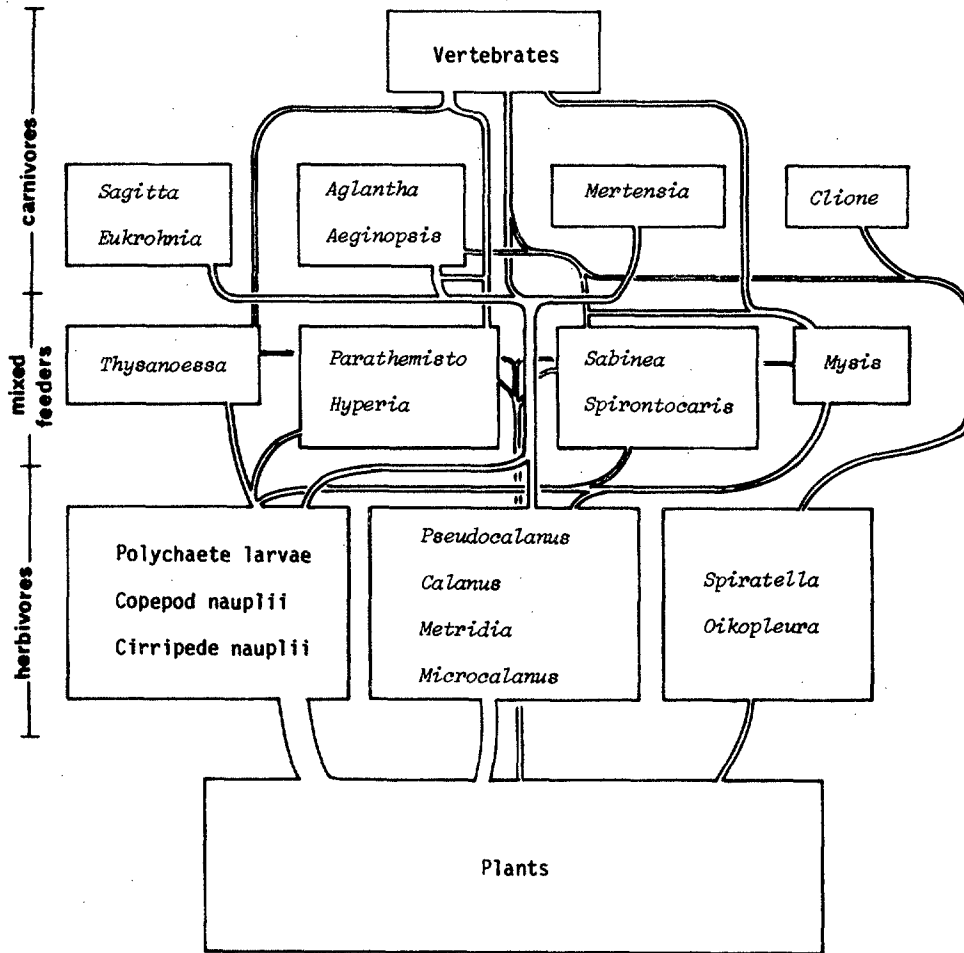 Vertebrates
carnivores
Sagitta
Eukrohnia
Aglantha
Aeginopsis
Mertensia
Clione
mixed
feeders
Thysanoessa
Parathemisto
Hyperia
Sabinea
Spirontocaris
Mysis
herbivores
Polychaete larvae
Copepod nauplii
Cirripede nauplii
Pseudocalanus
Calanus
Metridia
Microcalanus
Spiratella
Oikopleura
Plants